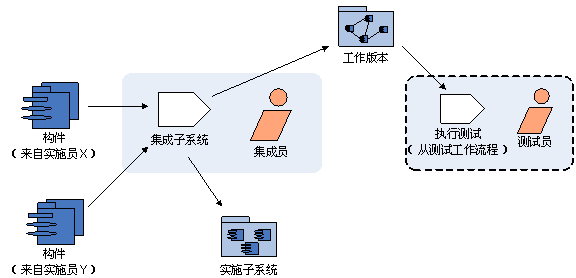 工作版本
构件
（来自实施员X）
集成子系统
集成员
执行测试
（从测试工作流程）
测试员
构件
（来自实施员Y）
实施子系统